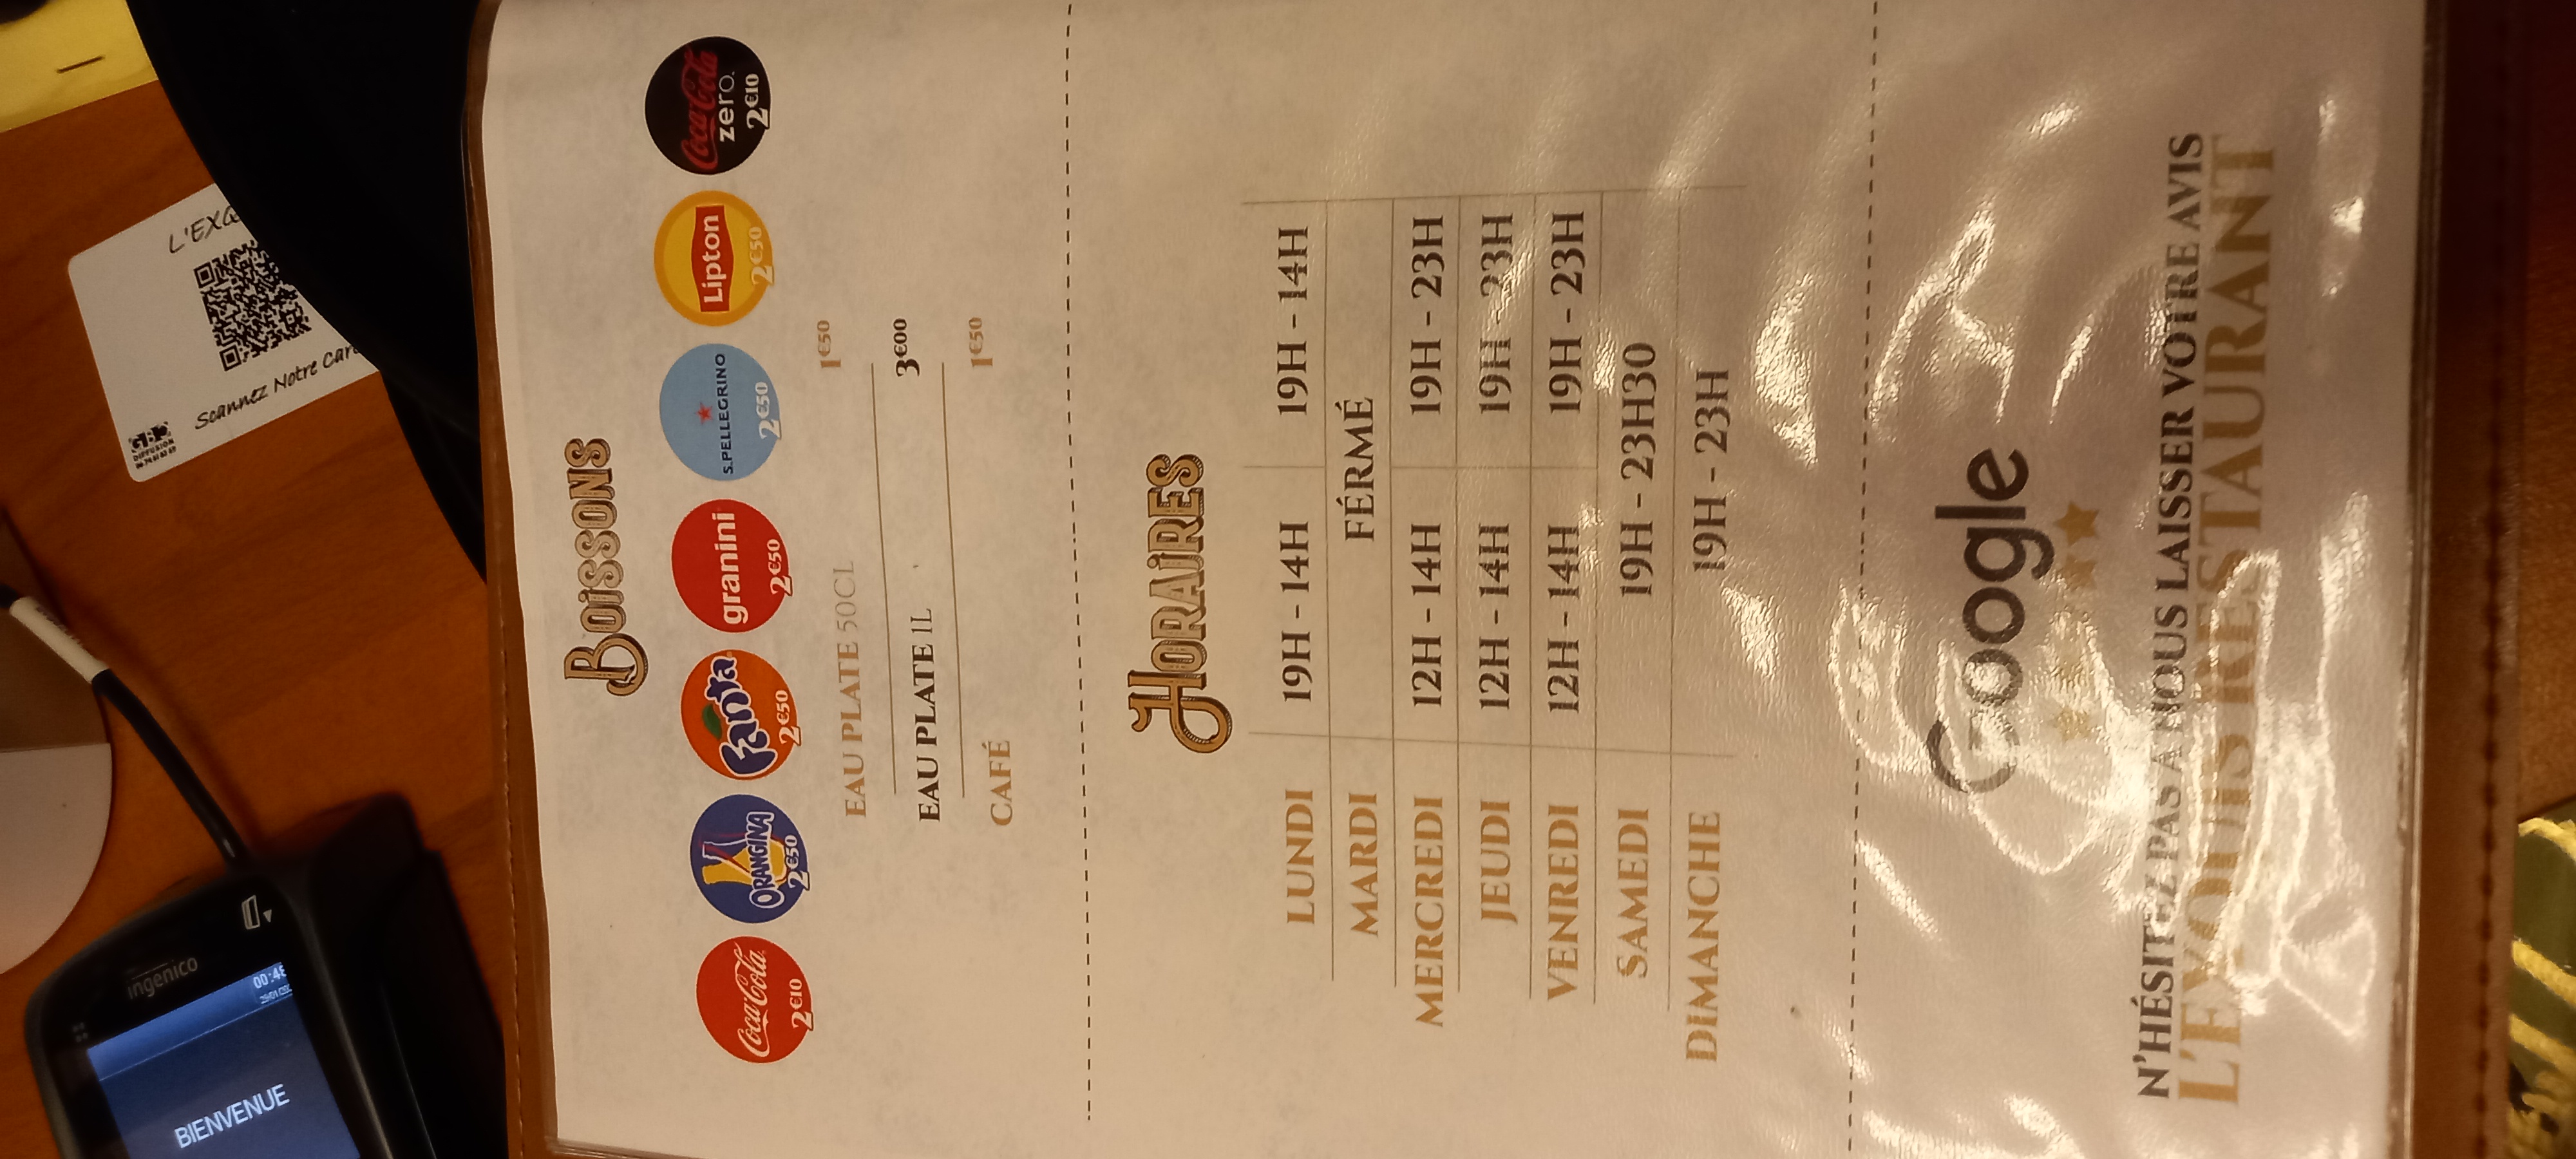 ingenico
BIENVENUE
L'EX
Scannez Notre Car
BOISSONS
Coca-Cola
2€10
ORANGINA
2€50
Fanta
2€50
granini
2€50
S.PELLEGRINO
2€50
Lipton
2€50
Coca-Cola
zero
2€10
EAU PLATE 50CL 1€50
EAU PLATE 1L 3€00
CAFÉ 1€50
HORAIRES
LUNDI 19H - 14H 19H - 14H
MARDI FÉRMÉ
MERCREDI 12H - 14H 19H - 23H
JEUDI 12H - 14H 19H - 23H
VENREDI 12H - 14H 19H - 23H
SAMEDI 19H - 23H30
DIMANCHE 19H - 23H
Google
N'HÉSITEZ PAS A NOUS LAISSER VOTRE AVIS
L'EXQUIS RESTAURANT